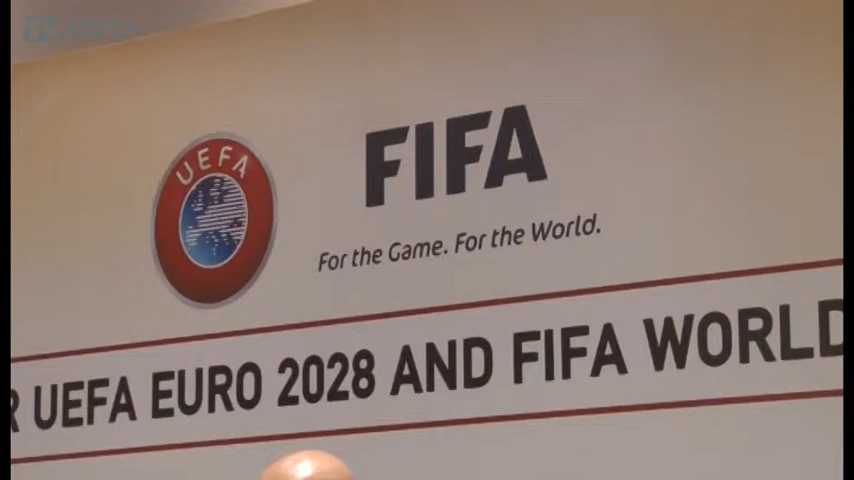 UEFA
FIFA
For the Game. For the World.
R UEFA EURO 2028 AND FIFA WORLD